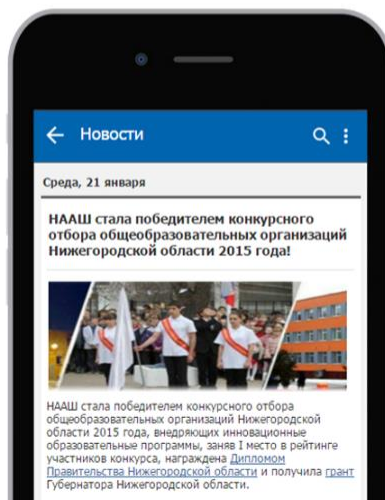 Новости
Среда, 21 января
НААШ стала победителем конкурсного
отбора общеобразовательных организаций
Нижегородской области 2015 года!
НААШ стала победителем конкурсного отбора
общеобразовательных организаций Нижегородской
области 2015 года, внедряющих инновационные
образовательные программы, заняв I место в рейтинге
участников конкурса, награждена Дипломом
Правительства Нижегородской области и получила грант
Губернатора Нижегородской области.